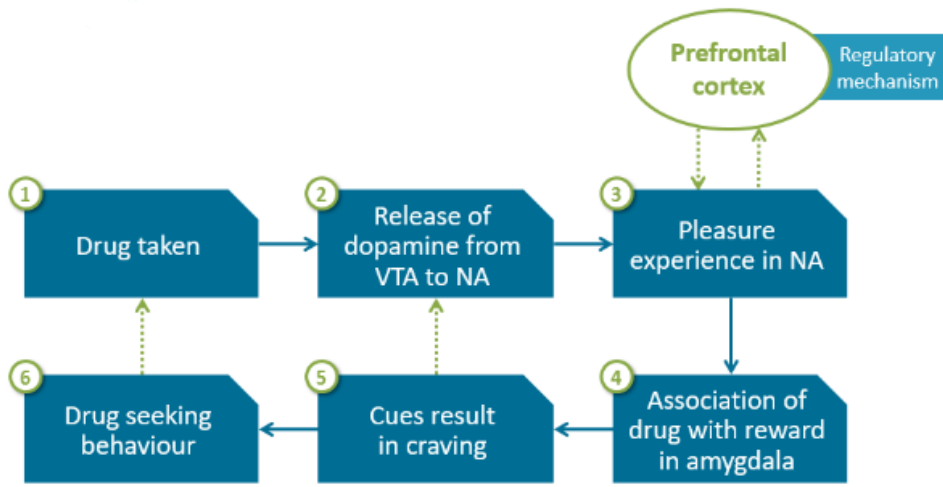 Prefrontal
cortex
Regulatory
mechanism
1
Drug taken
2
Release of
dopamine from
VTA to NA
3
Pleasure
experience in NA
6
Drug seeking
behaviour
5
Cues result
in craving
4
Association of
drug with reward
in amygdala